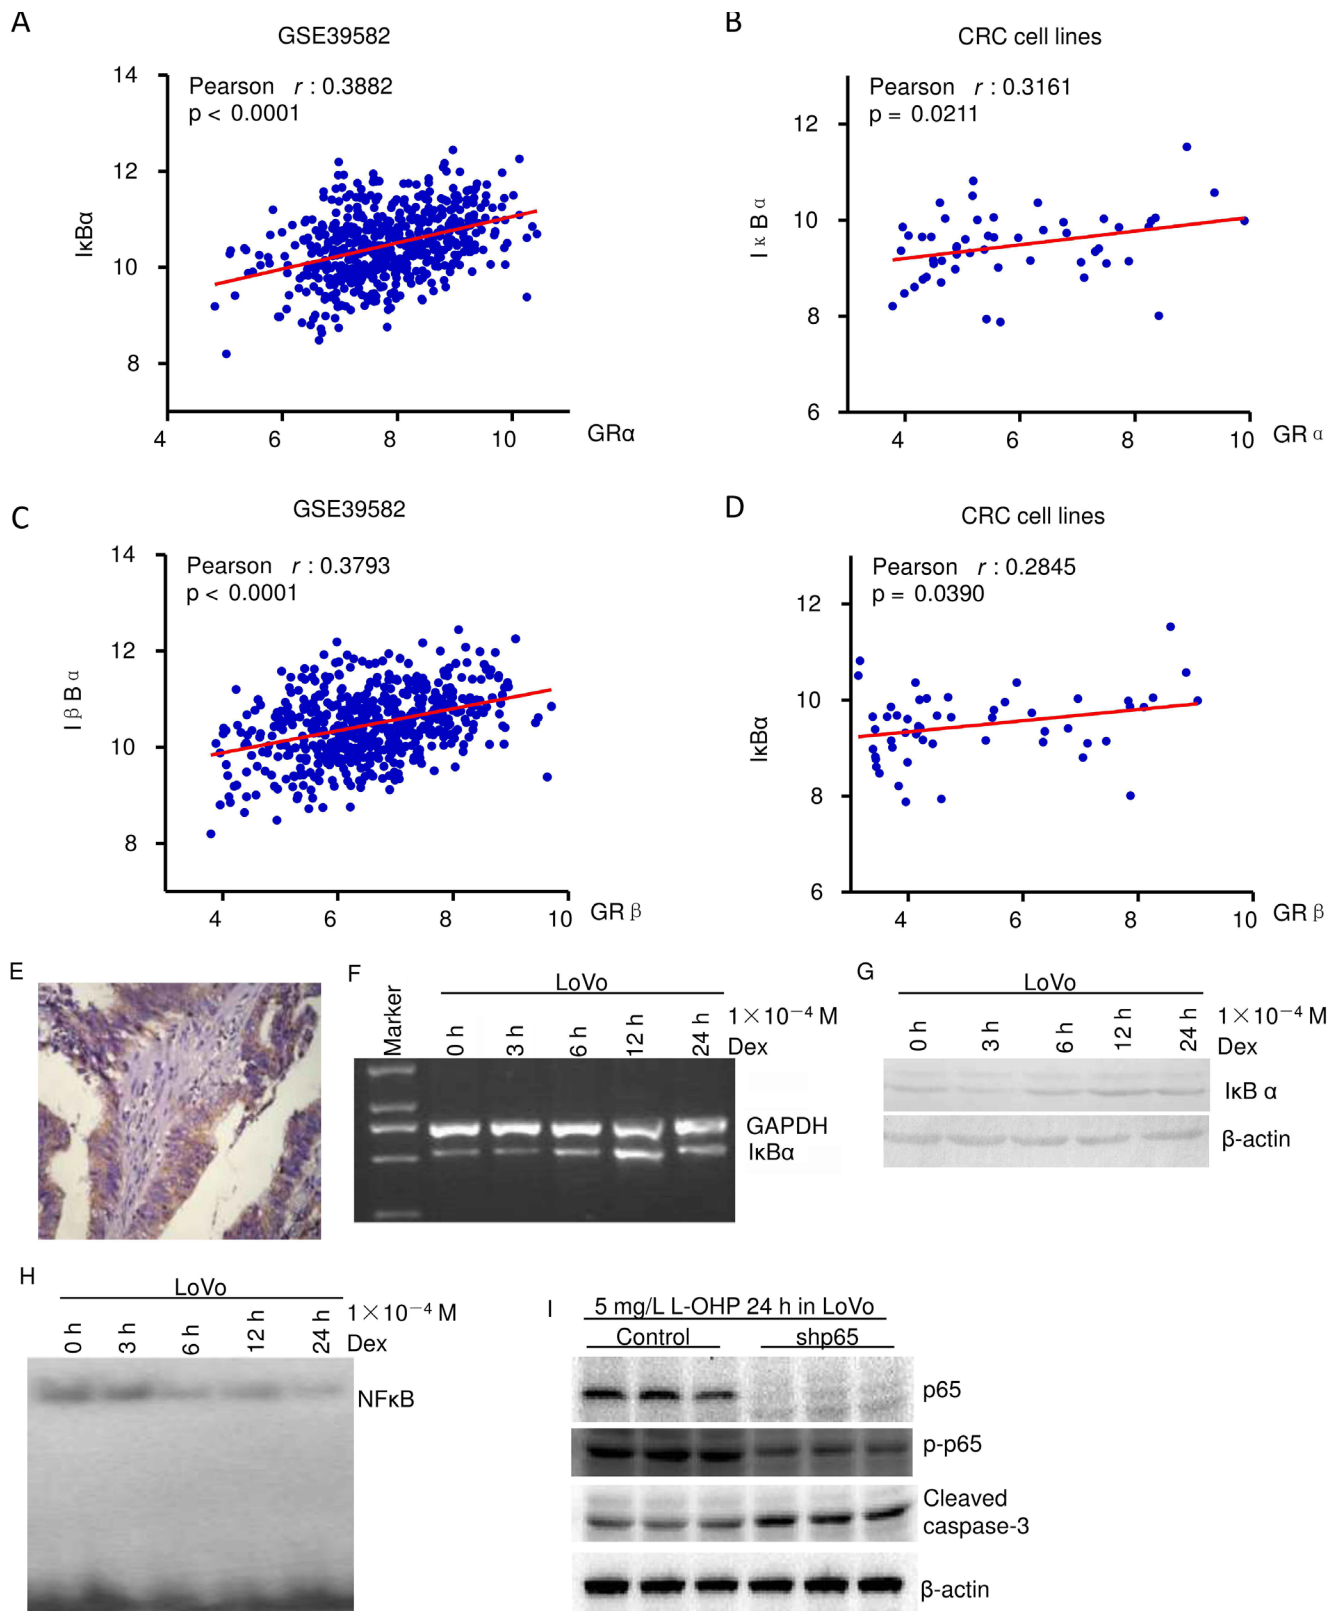 A
GSE39582
IκBα
14
12
10
8
Pearson r : 0.3882
p < 0.0001
4 6 8 10 GRα
B
CRC cell lines
I κ B α
12
10
8
6
Pearson r : 0.3161
p = 0.0211
4 6 8 10 GR α
C
GSE39582
I β B α
14
12
10
8
Pearson r : 0.3793
p < 0.0001
4 6 8 10 GR β
D
CRC cell lines
IκBα
12
10
8
6
Pearson r : 0.2845
p = 0.0390
4 6 8 10 GR β
E
F
LoVo
Marker 0 h 3 h 6 h 12 h 24 h
1×10⁻⁴ M
Dex
GAPDH
IκBα
G
LoVo
0 h 3 h 6 h 12 h 24 h
1×10⁻⁴ M
Dex
IκB α
β-actin
H
LoVo
0 h 3 h 6 h 12 h 24 h
1×10⁻⁴ M
Dex
NFκB
I
5 mg/L L-OHP 24 h in LoVo
Control shp65
p65
p-p65
Cleaved
caspase-3
β-actin